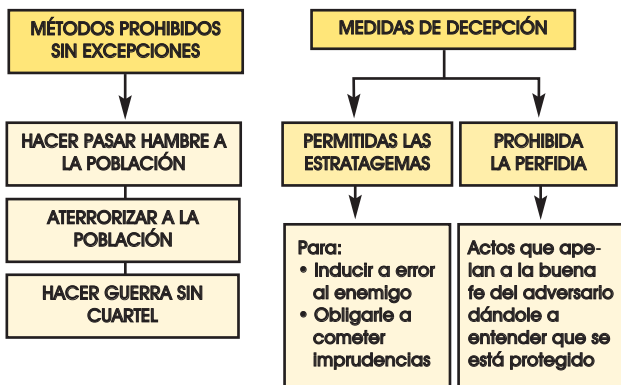 MÉTODOS PROHIBIDOS
SIN EXCEPCIONES
HACER PASAR HAMBRE A
LA POBLACIÓN
ATERRORIZAR A LA
POBLACIÓN
HACER GUERRA SIN
CUARTEL
MEDIDAS DE DECEPCIÓN
PERMITIDAS LAS
ESTRATAGEMAS
Para:
• Inducir a error
al enemigo
• Obligarle a
cometer
imprudencias
PROHIBIDA
LA PERFIDIA
Actos que ape-
lan a la buena
fe del adversario
dándole a
entender que se
está protegido